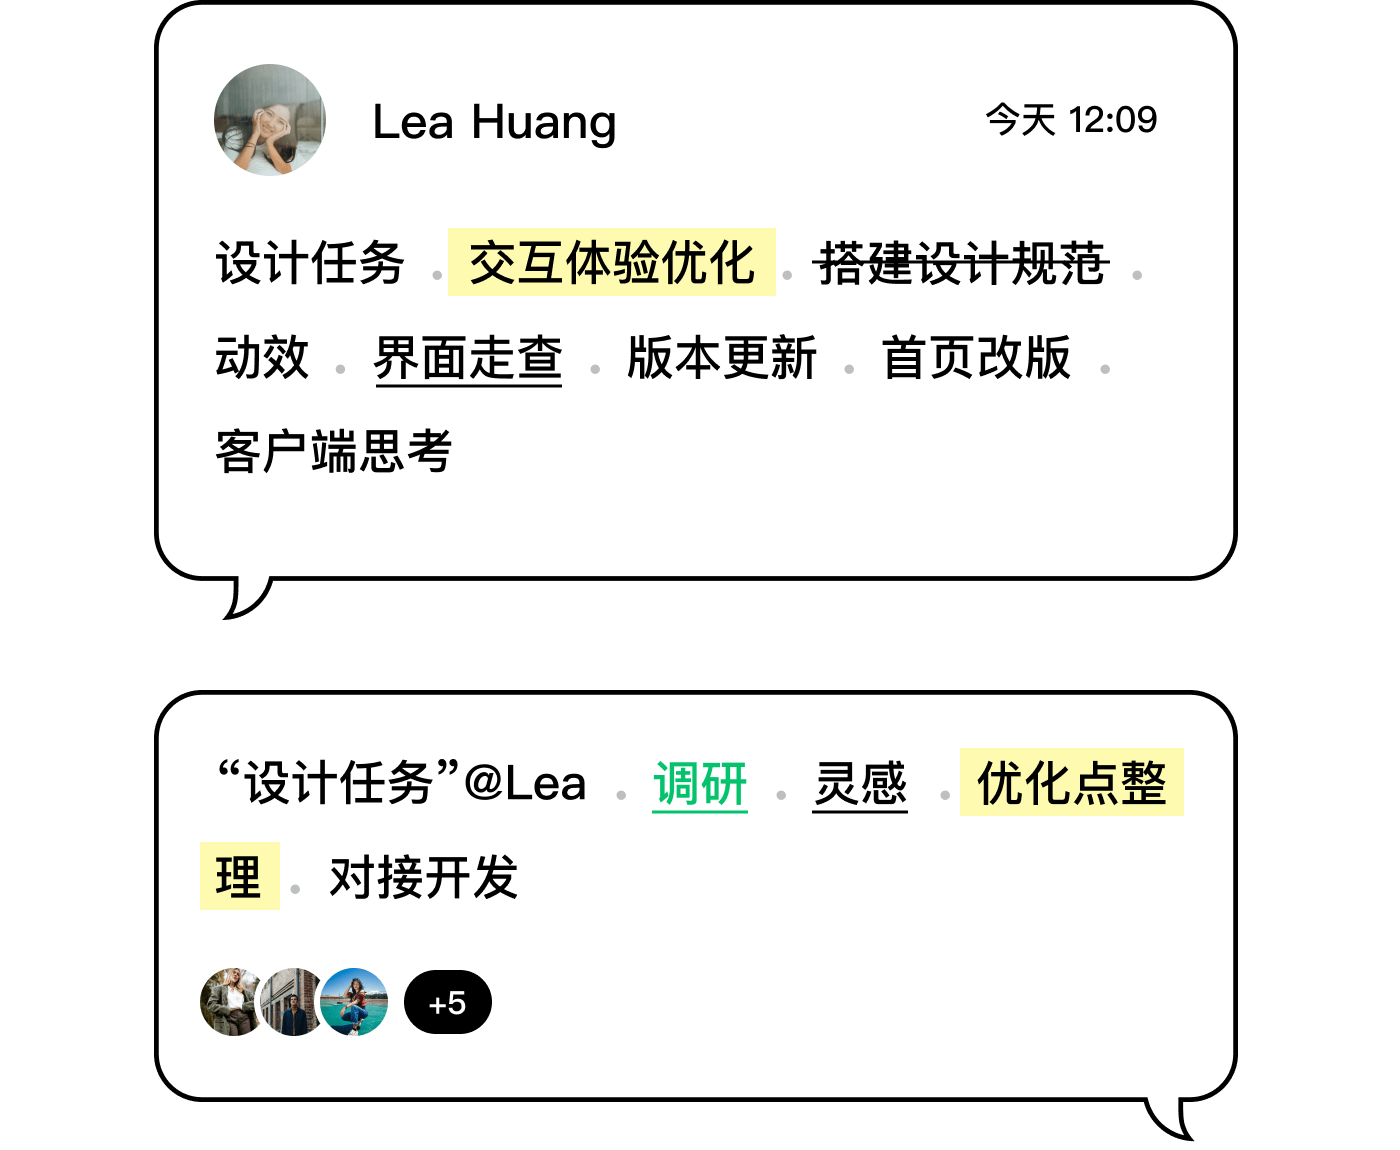 Lea Huang 今天 12:09
设计任务 . 交互体验优化 . 搭建设计规范 .
动效 . 界面走查 . 版本更新 . 首页改版 .
客户端思考
“设计任务”@Lea . 调研 . 灵感 . 优化点整
理 . 对接开发
+5